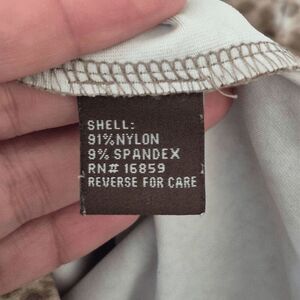 SHELL:
91%NYLON
9% SPANDEX
RN# 16859
REVERSE FOR CARE